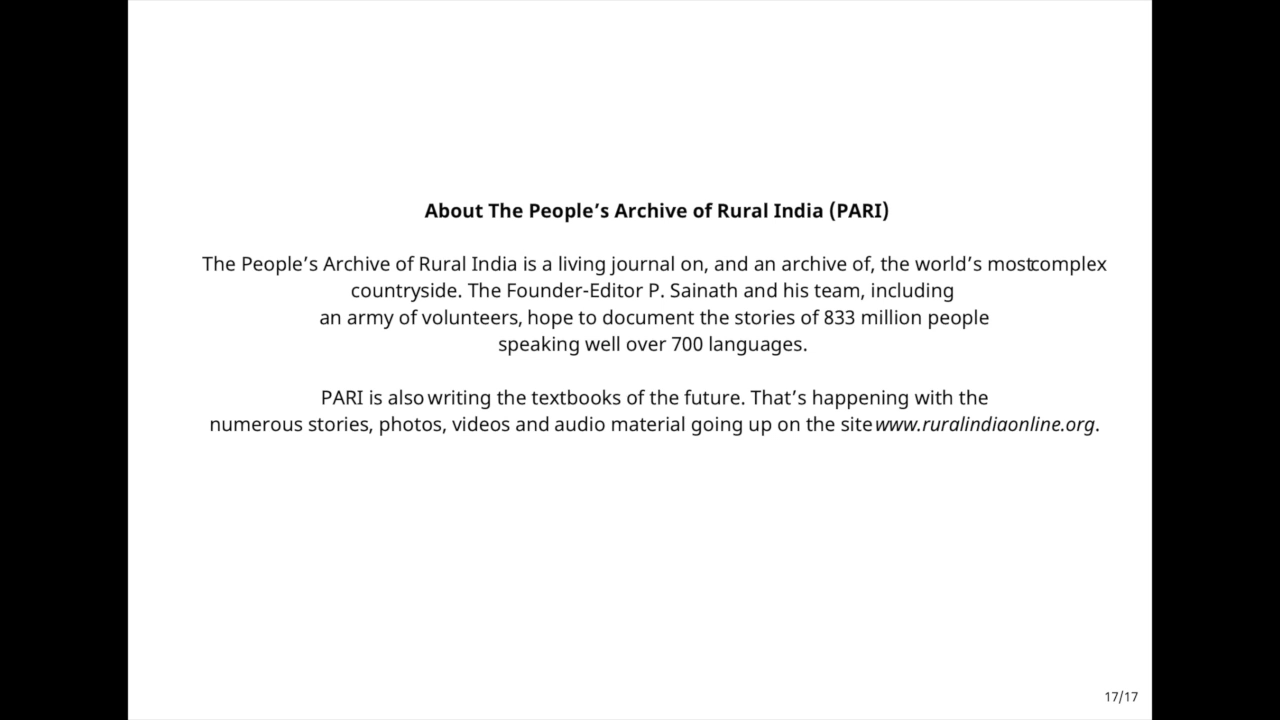 About The People’s Archive of Rural India (PARI)
The People’s Archive of Rural India is a living journal on, and an archive of, the world’s most complex
countryside. The Founder-Editor P. Sainath and his team, including
an army of volunteers, hope to document the stories of 833 million people
speaking well over 700 languages.
PARI is also writing the textbooks of the future. That’s happening with the
numerous stories, photos, videos and audio material going up on the site www.ruralindiaonline.org.
17/17